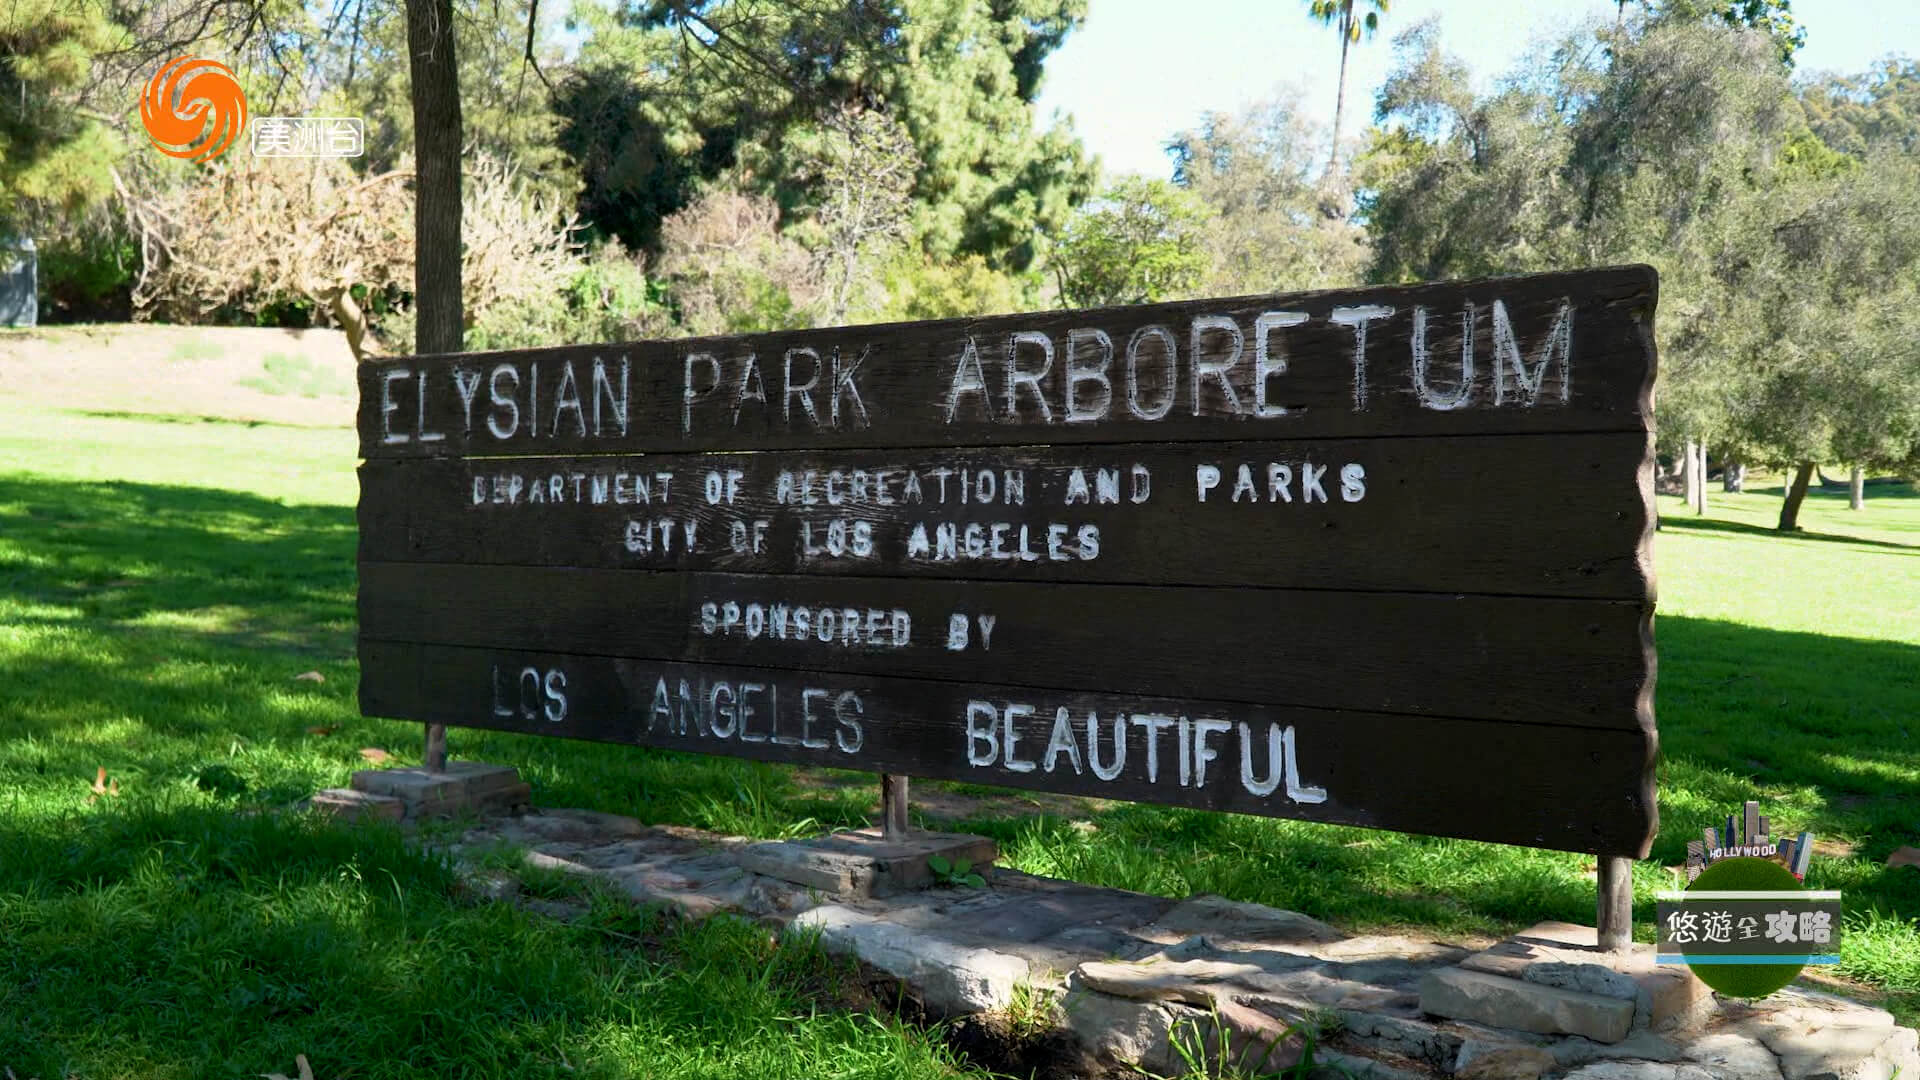 美洲台
ELYSIAN PARK ARBORETUM
DEPARTMENT OF RECREATION AND PARKS
CITY OF LOS ANGELES
SPONSORED BY
LOS ANGELES BEAUTIFUL
HOLLYWOOD
悠遊全攻略